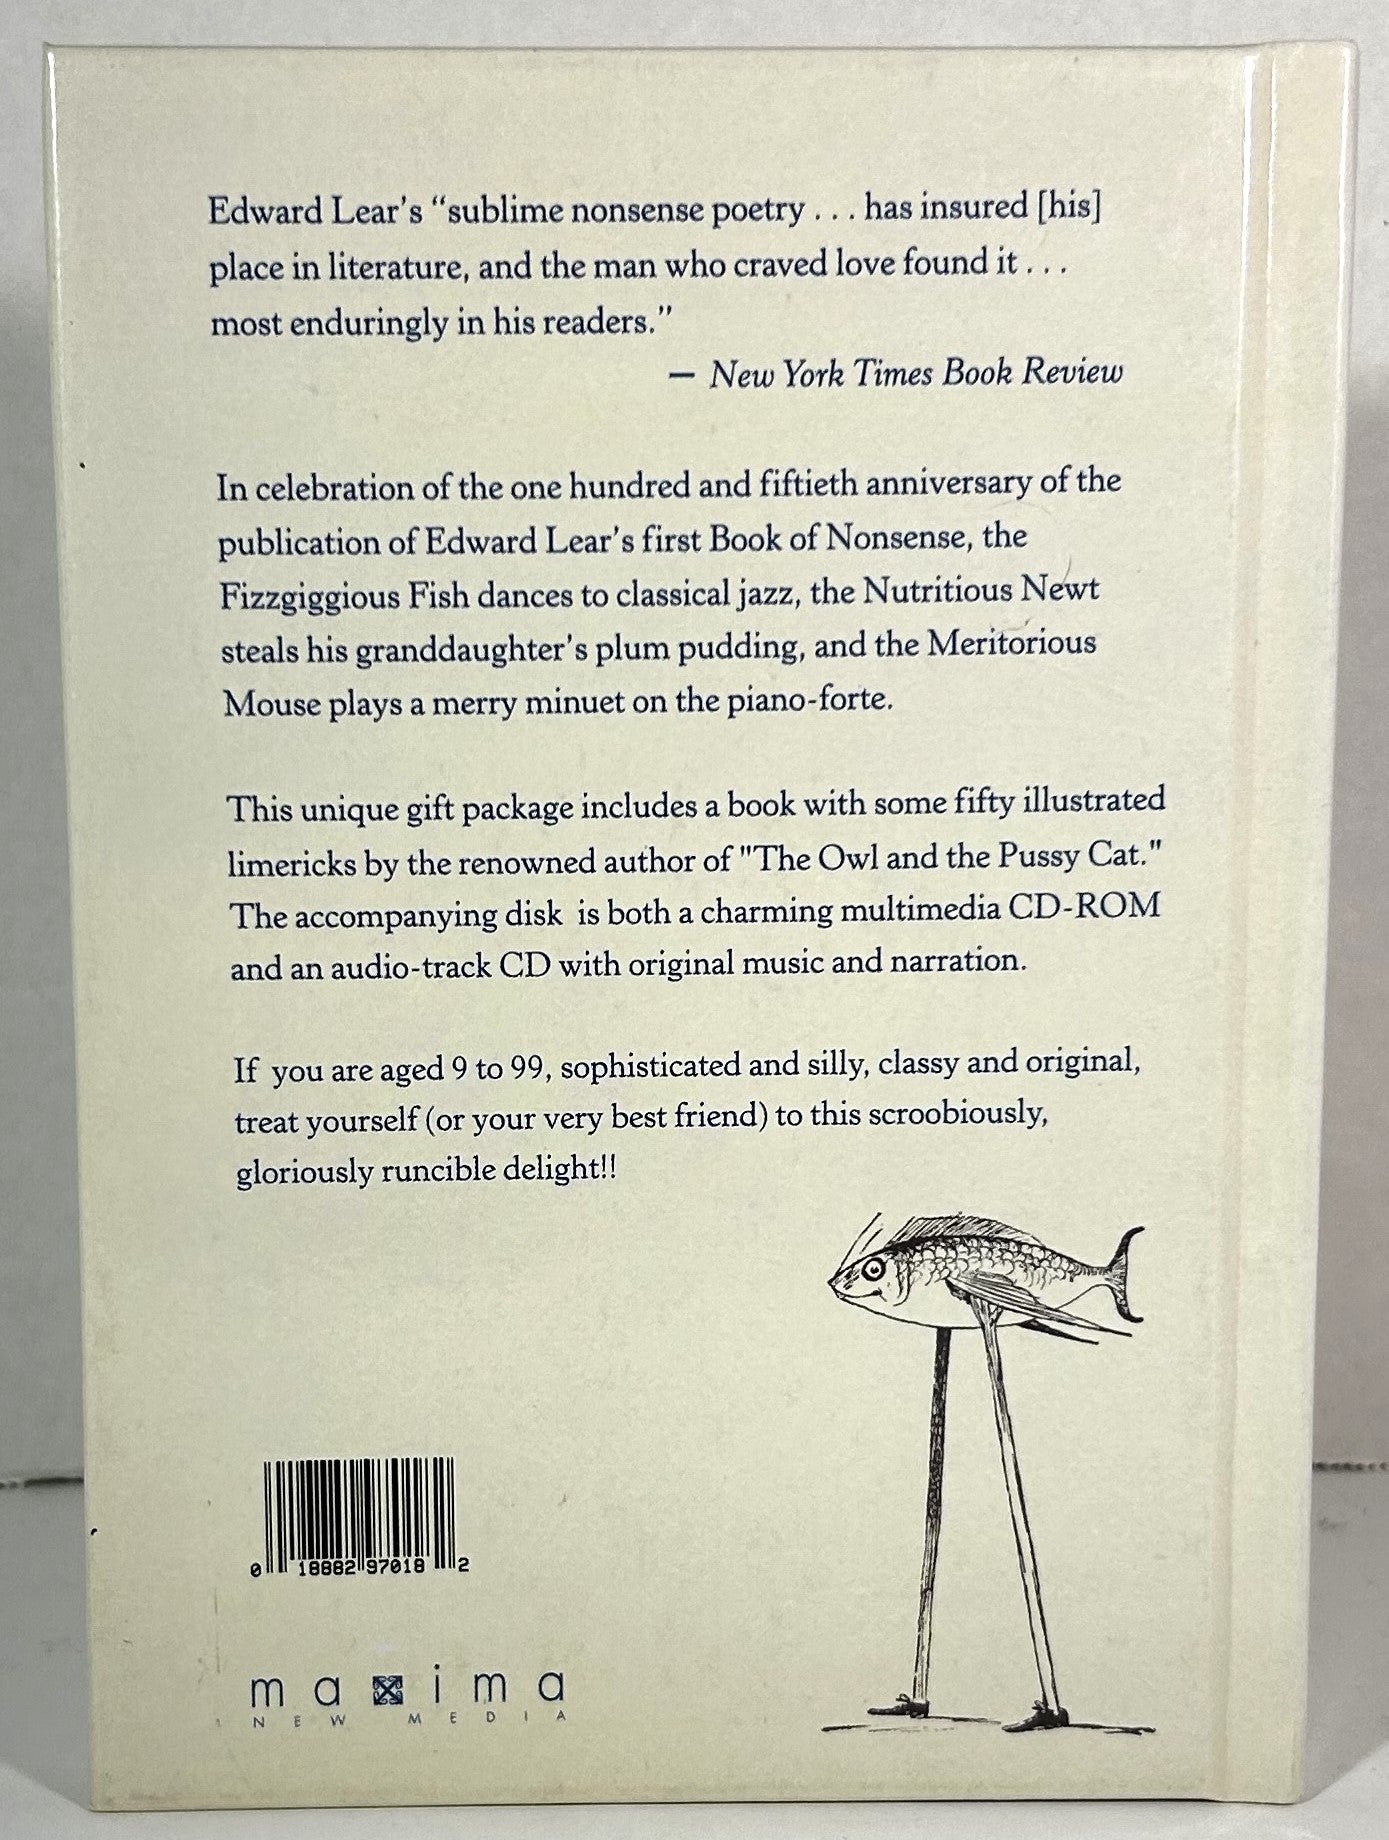 Edward Lear's “sublime nonsense poetry . . . has insured [his]
place in literature, and the man who craved love found it . . .
most enduringly in his readers.”
— New York Times Book Review
In celebration of the one hundred and fiftieth anniversary of the
publication of Edward Lear's first Book of Nonsense, the
Fizzgiggious Fish dances to classical jazz, the Nutritious Newt
steals his granddaughter's plum pudding, and the Meritorious
Mouse plays a merry minuet on the piano-forte.
This unique gift package includes a book with some fifty illustrated
limericks by the renowned author of "The Owl and the Pussy Cat."
The accompanying disk is both a charming multimedia CD-ROM
and an audio-track CD with original music and narration.
If you are aged 9 to 99, sophisticated and silly, classy and original,
treat yourself (or your very best friend) to this scroobiously,
gloriously runcible delight!!
0 18882 97018 2
maxima
NEW MEDIA